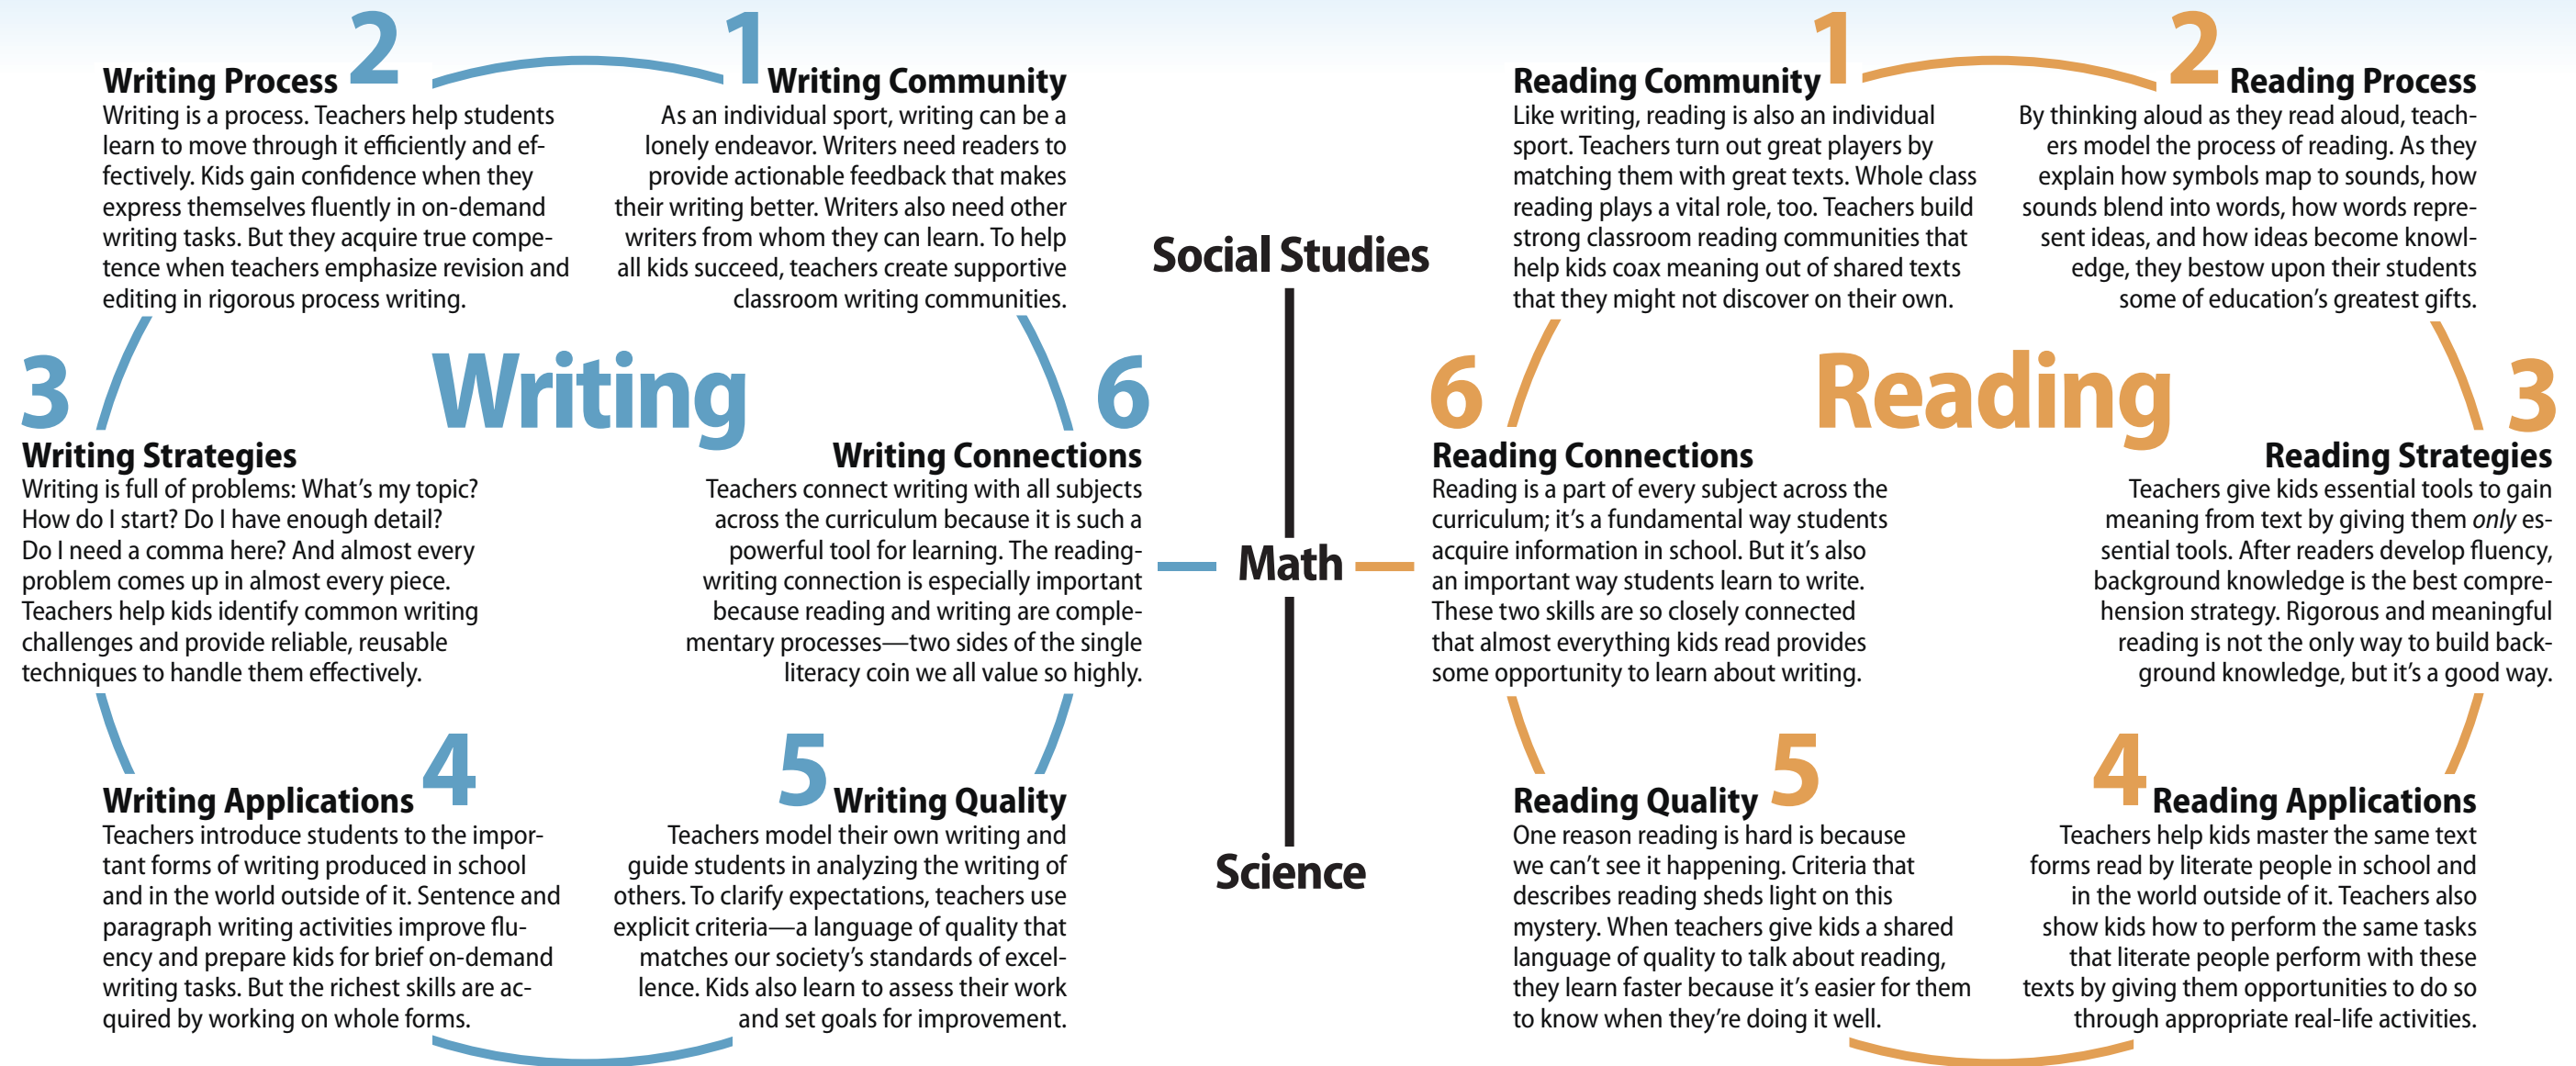 2
Writing Process
Writing is a process. Teachers help students
learn to move through it efficiently and ef-
fectively. Kids gain confidence when they
express themselves fluently in on-demand
writing tasks. But they acquire true compe-
tence when teachers emphasize revision and
editing in rigorous process writing.
1
Writing Community
As an individual sport, writing can be a
lonely endeavor. Writers need readers to
provide actionable feedback that makes
their writing better. Writers also need other
writers from whom they can learn. To help
all kids succeed, teachers create supportive
classroom writing communities.
Writing
3
Writing Strategies
Writing is full of problems: What's my topic?
How do I start? Do I have enough detail?
Do I need a comma here? And almost every
problem comes up in almost every piece.
Teachers help kids identify common writing
challenges and provide reliable, reusable
techniques to handle them effectively.
6
Writing Connections
Teachers connect writing with all subjects
across the curriculum because it is such a
powerful tool for learning. The reading-
writing connection is especially important
because reading and writing are comple-
mentary processes—two sides of the single
literacy coin we all value so highly.
4
Writing Applications
Teachers introduce students to the impor-
tant forms of writing produced in school
and in the world outside of it. Sentence and
paragraph writing activities improve flu-
ency and prepare kids for brief on-demand
writing tasks. But the richest skills are ac-
quired by working on whole forms.
5
Writing Quality
Teachers model their own writing and
guide students in analyzing the writing of
others. To clarify expectations, teachers use
explicit criteria—a language of quality that
matches our society's standards of excel-
lence. Kids also learn to assess their work
and set goals for improvement.
Social Studies
Math
Science
1
Reading Community
Like writing, reading is also an individual
sport. Teachers turn out great players by
matching them with great texts. Whole class
reading plays a vital role, too. Teachers build
strong classroom reading communities that
help kids coax meaning out of shared texts
that they might not discover on their own.
2
Reading Process
By thinking aloud as they read aloud, teach-
ers model the process of reading. As they
explain how symbols map to sounds, how
sounds blend into words, how words repre-
sent ideas, and how ideas become knowl-
edge, they bestow upon their students
some of education's greatest gifts.
Reading
6
Reading Connections
Reading is a part of every subject across the
curriculum; it's a fundamental way students
acquire information in school. But it's also
an important way students learn to write.
These two skills are so closely connected
that almost everything kids read provides
some opportunity to learn about writing.
3
Reading Strategies
Teachers give kids essential tools to gain
meaning from text by giving them only es-
sential tools. After readers develop fluency,
background knowledge is the best compre-
hension strategy. Rigorous and meaningful
reading is not the only way to build back-
ground knowledge, but it's a good way.
5
Reading Quality
One reason reading is hard is because
we can't see it happening. Criteria that
describes reading sheds light on this
mystery. When teachers give kids a shared
language of quality to talk about reading,
they learn faster because it's easier for them
to know when they're doing it well.
4
Reading Applications
Teachers help kids master the same text
forms read by literate people in school and
in the world outside of it. Teachers also
show kids how to perform the same tasks
that literate people perform with these
texts by giving them opportunities to do so
through appropriate real-life activities.